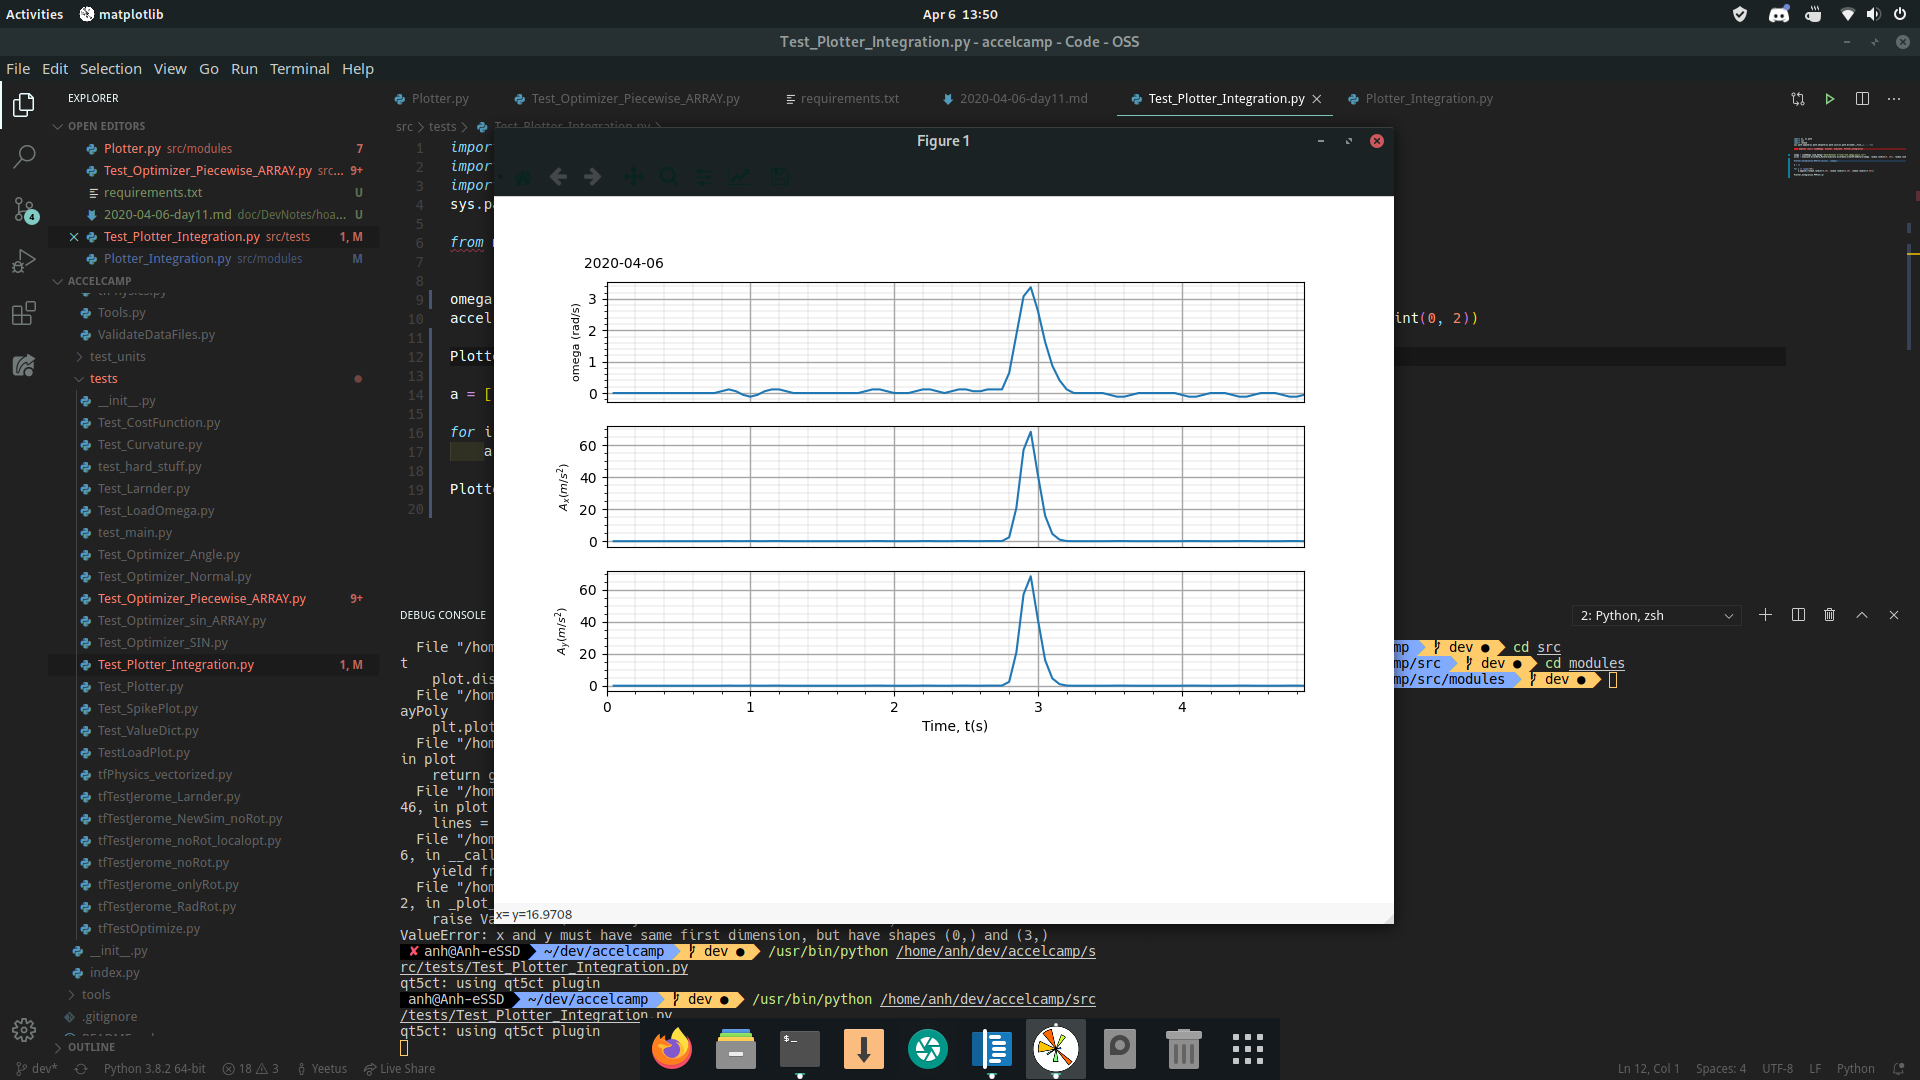 Activities
matplotlib
Apr 6 13:50
Test_Plotter_Integration.py - accelcamp - Code - OSS
File Edit Selection View Go Run Terminal Help
EXPLORER
OPEN EDITORS
Plotter.py src/modules 7
Test_Optimizer_Piecewise_ARRAY.py src... 9+
requirements.txt U
2020-04-06-day11.md doc/DevNotes/hoa... U
Test_Plotter_Integration.py src/tests 1, M
Plotter_Integration.py src/modules M
ACCELCAMP
Tools.py
ValidateDataFiles.py
test_units
tests
__init__.py
Test_CostFunction.py
Test_Curvature.py
test_hard_stuff.py
Test_Larnder.py
Test_LoadOmega.py
test_main.py
Test_Optimizer_Angle.py
Test_Optimizer_Normal.py
Test_Optimizer_Piecewise_ARRAY.py 9+
Test_Optimizer_sin_ARRAY.py
Test_Optimizer_SIN.py
Test_Plotter_Integration.py 1, M
Test_Plotter.py
Test_SpikePlot.py
Test_ValueDict.py
TestLoadPlot.py
tfPhysics_vectorized.py
tfTestJerome_Larnder.py
tfTestJerome_NewSim_noRot.py
tfTestJerome_noRot_localopt.py
tfTestJerome_noRot.py
tfTestJerome_onlyRot.py
tfTestJerome_RadRot.py
tfTestOptimize.py
__init__.py
index.py
tools
.gitignore
OUTLINE
Plotter.py
Test_Optimizer_Piecewise_ARRAY.py
requirements.txt
2020-04-06-day11.md
Test_Plotter_Integration.py
Plotter_Integration.py
src > tests > Test_Plotter_Integration.py >
1 impor
2 impor
3 impor
4 sys.pa
5
6 from
7
8
9 omega
10 accel int(0, 2))
11
12 Plotte
13
14 a = [
15
16 for i
17 a
18
19 Plotte
20
Figure 1
2020-04-06
omega (rad/s)
3
2
1
0
Ax(m/s²)
60
40
20
0
Ay(m/s²)
60
40
20
0
0 1 2 3 4
Time, t(s)
x= y=16.9708
DEBUG CONSOLE
2: Python, zsh
File "/hom
t
plot.dis
File "/hom
ayPoly
plt.plot
File "/hom
in plot
return g
File "/hom
46, in plot
lines =
File "/hom
6, in __call
yield fr
File "/hom
2, in _plot_
raise Va
ValueError: x and y must have same first dimension, but have shapes (0,) and (3,)
✘ anh@Anh-eSSD ~/dev/accelcamp dev ● /usr/bin/python /home/anh/dev/accelcamp/s
rc/tests/Test_Plotter_Integration.py
qt5ct: using qt5ct plugin
anh@Anh-eSSD ~/dev/accelcamp dev ● /usr/bin/python /home/anh/dev/accelcamp/src
/tests/Test_Plotter_Integration.py
qt5ct: using qt5ct plugin
mp dev ● cd src
mp/src dev ● cd modules
mp/src/modules dev ●
dev* Python 3.8.2 64-bit 18 3 Yeetus Live Share
Ln 12, Col 1 Spaces: 4 UTF-8 LF Python